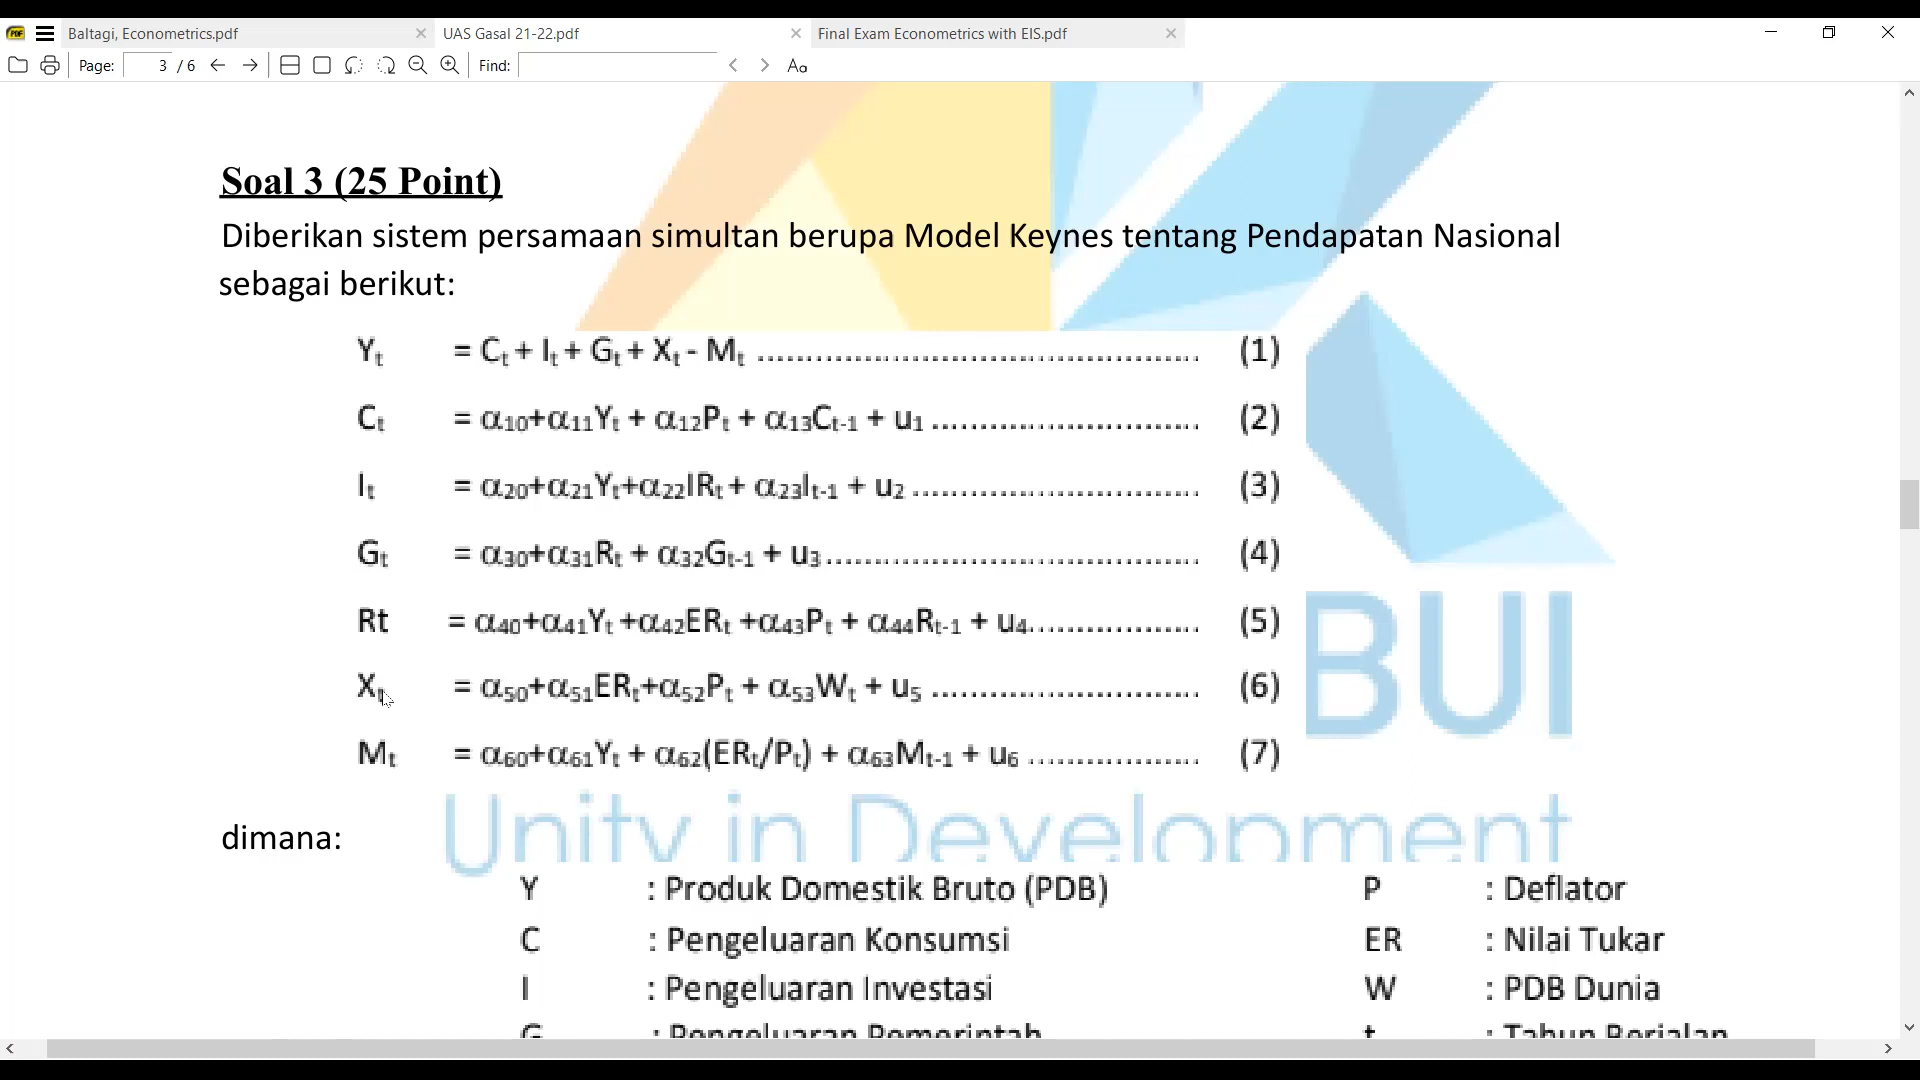 Baltagi, Econometrics.pdf
UAS Gasal 21-22.pdf
Final Exam Econometrics with EIS.pdf
Page: 3 / 6
Find:
Aa
Soal 3 (25 Point)
Diberikan sistem persamaan simultan berupa Model Keynes tentang Pendapatan Nasional
sebagai berikut:
Yt = Ct + It + Gt + Xt - Mt ............................................. (1)
Ct = α10+α11Yt + α12Pt + α13Ct-1 + u1 ........................... (2)
It = α20+α21Yt+α22IRt + α23It-1 + u2 ............................. (3)
Gt = α30+α31Rt + α32Gt-1 + u3...................................... (4)
Rt = α40+α41Yt +α42ERt +α43Pt + α44Rt-1 + u4................. (5)
Xt = α50+α51ERt+α52Pt + α53Wt + u5 ........................... (6)
Mt = α60+α61Yt + α62(ERt/Pt) + α63Mt-1 + u6 ................. (7)
BUI
Unity in Development
dimana:
Y : Produk Domestik Bruto (PDB) P : Deflator
C : Pengeluaran Konsumsi ER : Nilai Tukar
I : Pengeluaran Investasi W : PDB Dunia
G : Pengeluaran Pemerintah t : Tahun Berjalan